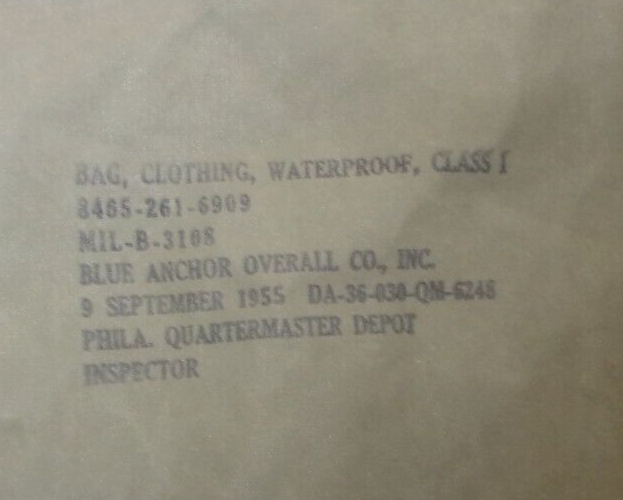 BAG, CLOTHING, WATERPROOF, CLASS I
8465-261-6909
MIL-B-3108
BLUE ANCHOR OVERALL CO., INC.
9 SEPTEMBER 1955 DA-36-030-QM-6248
PHILA. QUARTERMASTER DEPOT
INSPECTOR